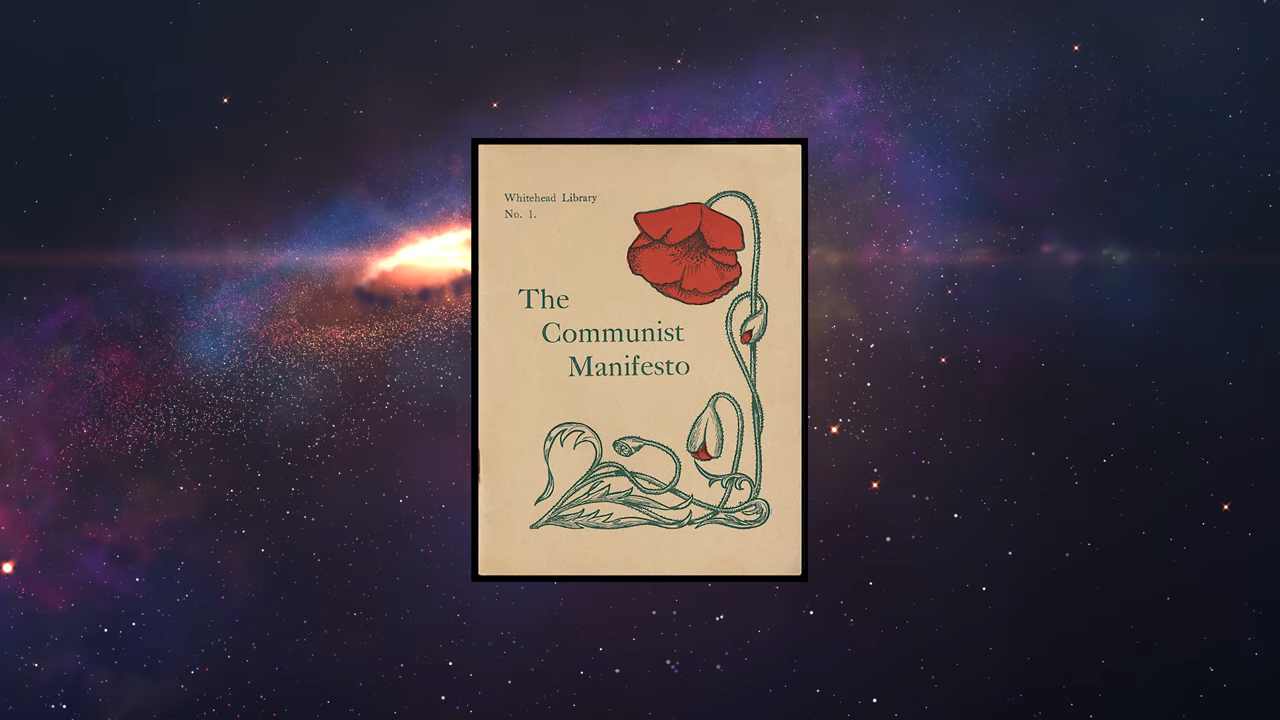 Whitehead Library
No. 1.
The
Communist
Manifesto